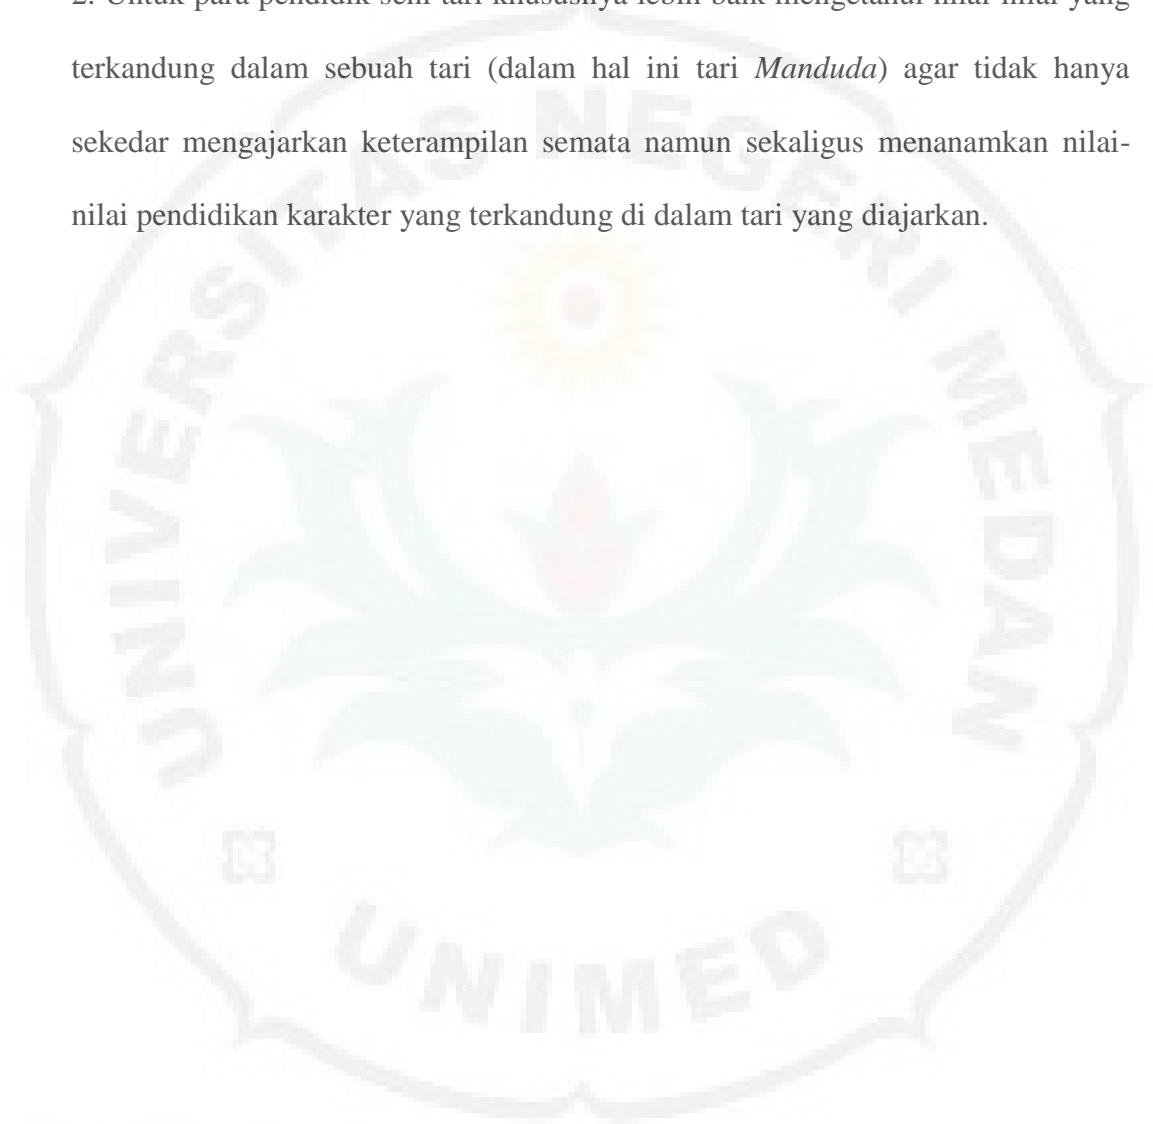 2. Untuk para pendidik seni tari khususnya lebih baik mengetahui nilai-nilai yang
terkandung dalam sebuah tari (dalam hal ini tari Manduda) agar tidak hanya
sekedar mengajarkan keterampilan semata namun sekaligus menanamkan nilai-
nilai pendidikan karakter yang terkandung di dalam tari yang diajarkan.
UNIVERSITAS NEGERI MEDAN
UNIMED